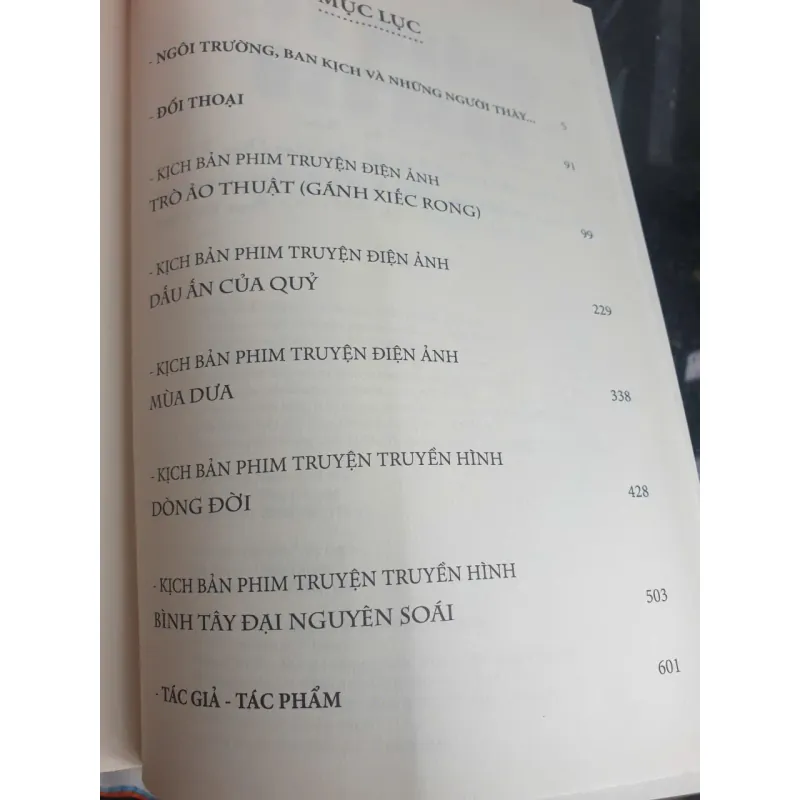 MỤC LỤC
- NGÔI TRƯỜNG, BAN KỊCH VÀ NHỮNG NGƯỜI THẦY... 5
- ĐỐI THOẠI 91
- KỊCH BẢN PHIM TRUYỆN ĐIỆN ẢNH
TRÒ ẢO THUẬT (GÁNH XIẾC RONG) 99
- KỊCH BẢN PHIM TRUYỆN ĐIỆN ẢNH
DẤU ẤN CỦA QUỶ 229
- KỊCH BẢN PHIM TRUYỆN ĐIỆN ẢNH
MÙA DƯA 338
- KỊCH BẢN PHIM TRUYỆN TRUYỀN HÌNH
DÒNG ĐỜI 428
- KỊCH BẢN PHIM TRUYỆN TRUYỀN HÌNH
BÌNH TÂY ĐẠI NGUYÊN SOÁI 503
- TÁC GIẢ - TÁC PHẨM 601